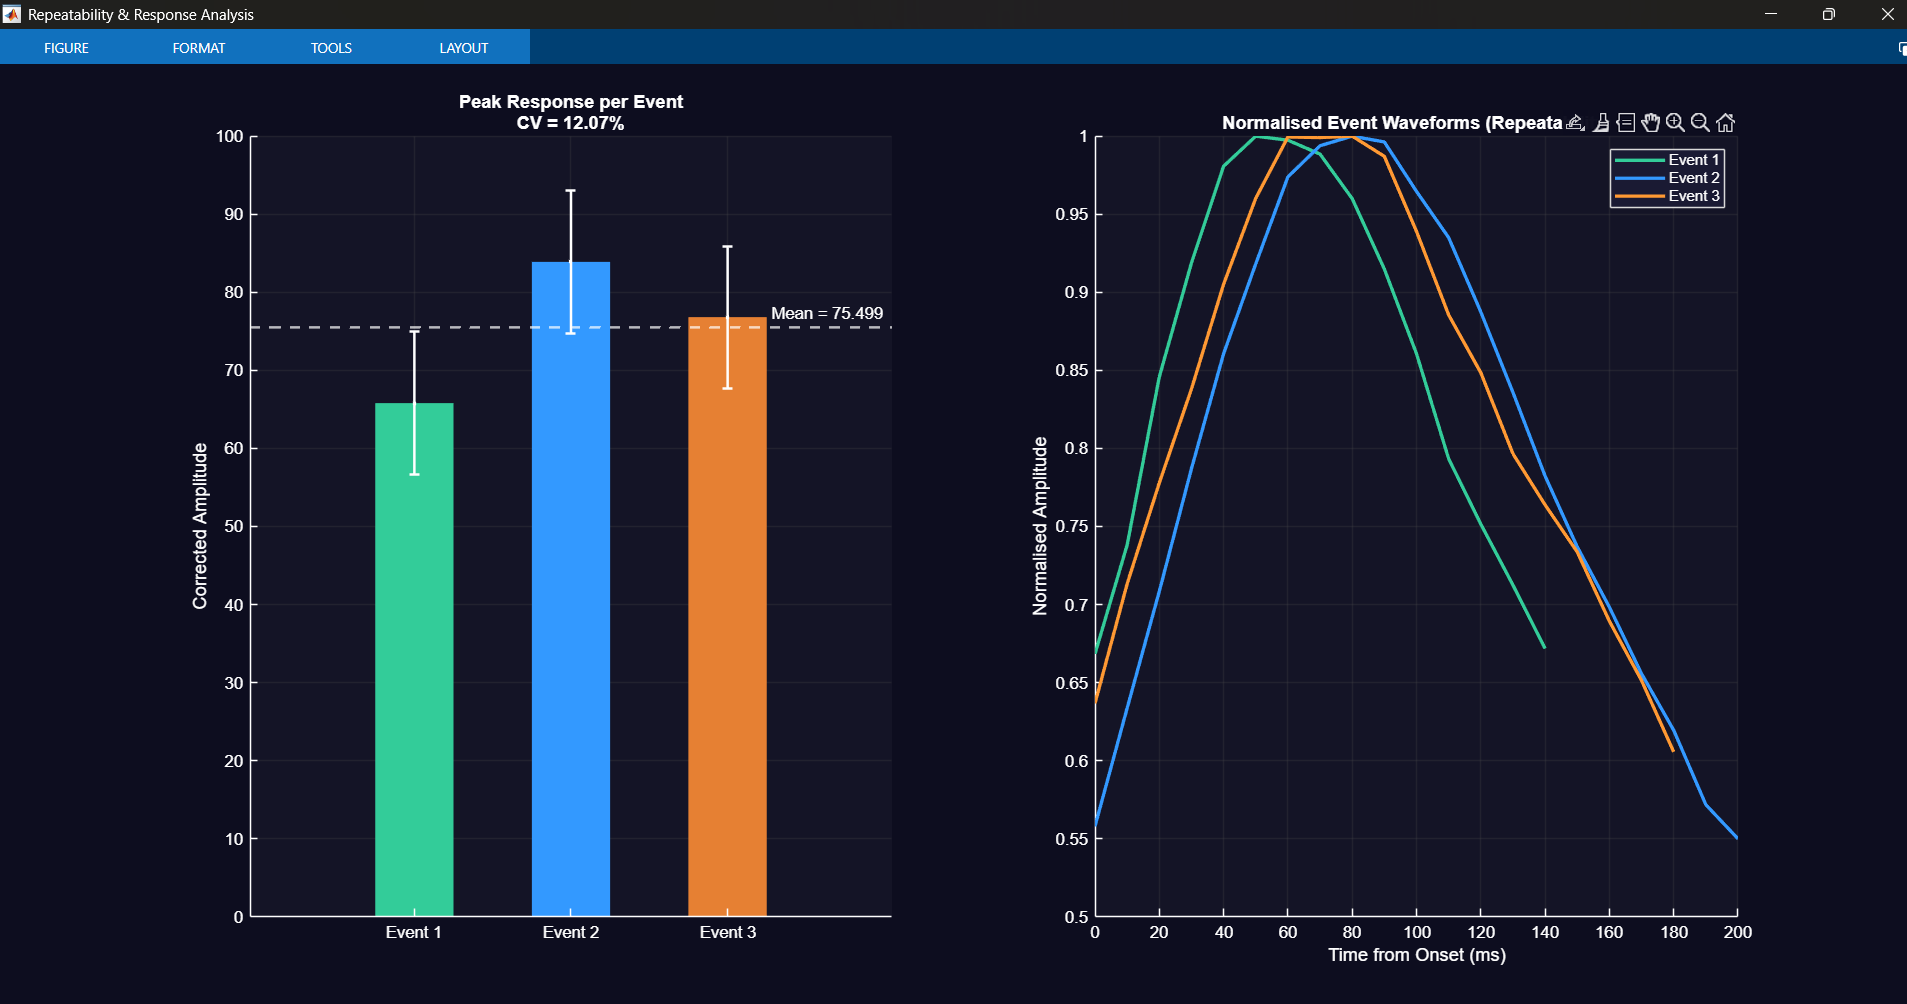 Repeatability & Response Analysis
FIGURE FORMAT TOOLS LAYOUT
Peak Response per Event
CV = 12.07%
100
90
80
70
60
50
40
30
20
10
0
Corrected Amplitude
Mean = 75.499
Event 1 Event 2 Event 3
Normalised Event Waveforms (Repeata
1
0.95
0.9
0.85
0.8
0.75
0.7
0.65
0.6
0.55
0.5
Normalised Amplitude
Event 1
Event 2
Event 3
0 20 40 60 80 100 120 140 160 180 200
Time from Onset (ms)